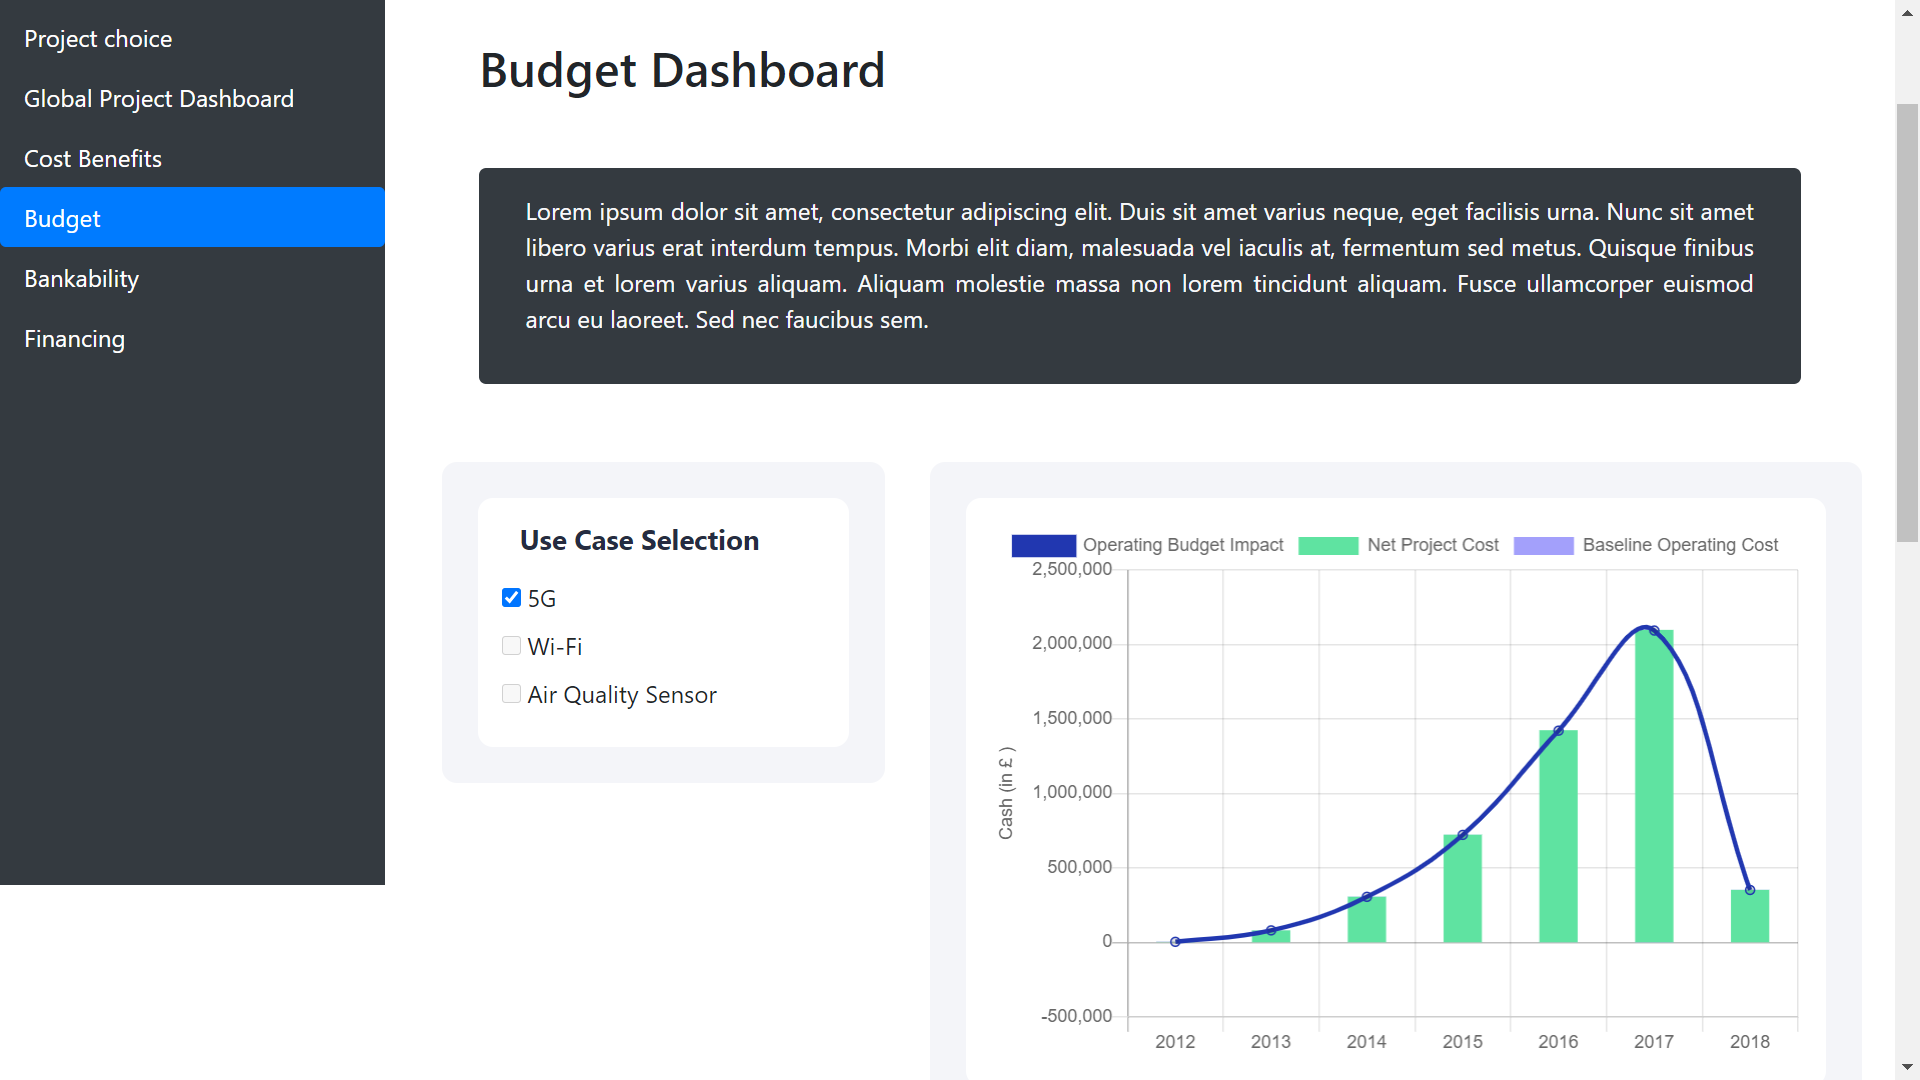 Project choice
Global Project Dashboard
Cost Benefits
Budget
Bankability
Financing
Budget Dashboard
Lorem ipsum dolor sit amet, consectetur adipiscing elit. Duis sit amet varius neque, eget facilisis urna. Nunc sit amet
libero varius erat interdum tempus. Morbi elit diam, malesuada vel iaculis at, fermentum sed metus. Quisque finibus
urna et lorem varius aliquam. Aliquam molestie massa non lorem tincidunt aliquam. Fusce ullamcorper euismod
arcu eu laoreet. Sed nec faucibus sem.
Use Case Selection
5G
Wi-Fi
Air Quality Sensor
Operating Budget Impact Net Project Cost Baseline Operating Cost
Cash (in £ )
2,500,000
2,000,000
1,500,000
1,000,000
500,000
0
-500,000
2012 2013 2014 2015 2016 2017 2018